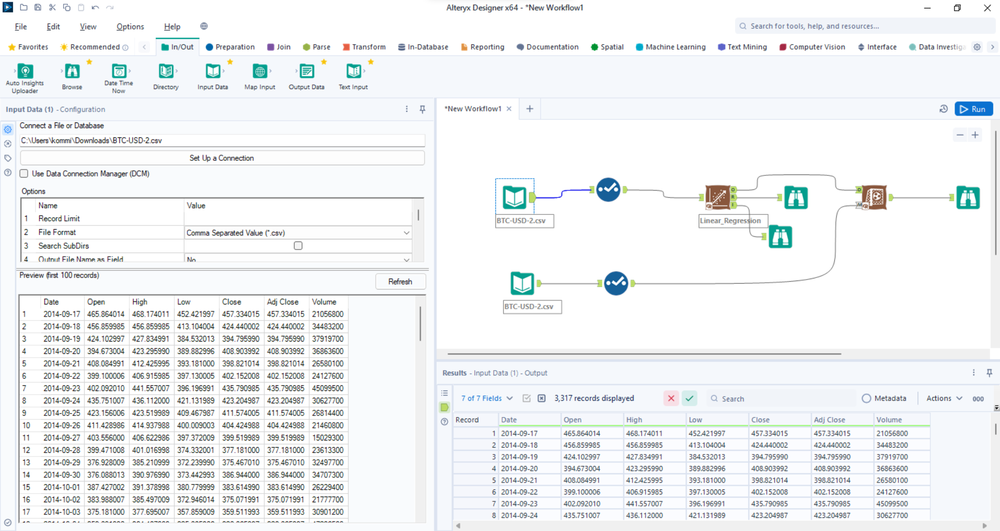 Alteryx Designer x64 - *New Workflow1
File Edit View Options Help
Search for tools, help, and resources...
Favorites Recommended In/Out Preparation Join Parse Transform In-Database Reporting Documentation Spatial Machine Learning Text Mining Computer Vision Interface Data Investiga
Auto Insights Uploader
Browse
Date Time Now
Directory
Input Data
Map Input
Output Data
Text Input
Input Data (1) - Configuration
Connect a File or Database
C:\Users\kommi\Downloads\BTC-USD-2.csv
Set Up a Connection
Use Data Connection Manager (DCM)
Options
Name Value
1 Record Limit
2 File Format Comma Separated Value (*.csv)
3 Search SubDirs
4 Output File Name as Field No
Preview (first 100 records)
Refresh
Date Open High Low Close Adj Close Volume
1 2014-09-17 465.864014 468.174011 452.421997 457.334015 457.334015 21056800
2 2014-09-18 456.859985 456.859985 413.104004 424.440002 424.440002 34483200
3 2014-09-19 424.102997 427.834991 384.532013 394.795990 394.795990 37919700
4 2014-09-20 394.673004 423.295990 389.882996 408.903992 408.903992 36863600
5 2014-09-21 408.084991 412.425995 393.181000 398.821014 398.821014 26580100
6 2014-09-22 399.100006 406.915985 397.130005 402.152008 402.152008 24127600
7 2014-09-23 402.092010 441.557007 396.196991 435.790985 435.790985 45099500
8 2014-09-24 435.751007 436.112000 421.131989 423.204987 423.204987 30627700
9 2014-09-25 423.156006 423.519989 409.467987 411.574005 411.574005 26814400
10 2014-09-26 411.428986 414.937988 400.009003 404.424988 404.424988 21460800
11 2014-09-27 403.556000 406.622986 397.372009 399.519989 399.519989 15029300
12 2014-09-28 399.471008 401.016998 374.332001 377.181000 377.181000 23613300
13 2014-09-29 376.928009 385.210999 372.239990 375.467010 375.467010 32497700
14 2014-09-30 376.088013 390.976990 373.442993 386.944000 386.944000 34707300
15 2014-10-01 387.427002 391.378998 380.779999 383.614990 383.614990 26229400
16 2014-10-02 383.988007 385.497009 372.946014 375.071991 375.071991 21777700
17 2014-10-03 375.181000 377.695007 357.859009 359.511993 359.511993 30901200
*New Workflow1
Run
BTC-USD-2.csv
O
R
I
Linear_Regression
D
M
BTC-USD-2.csv
Results - Input Data (1) - Output
7 of 7 Fields 3,317 records displayed Search Metadata Actions 000
Record Date Open High Low Close Adj Close Volume
1 2014-09-17 465.864014 468.174011 452.421997 457.334015 457.334015 21056800
2 2014-09-18 456.859985 456.859985 413.104004 424.440002 424.440002 34483200
3 2014-09-19 424.102997 427.834991 384.532013 394.795990 394.795990 37919700
4 2014-09-20 394.673004 423.295990 389.882996 408.903992 408.903992 36863600
5 2014-09-21 408.084991 412.425995 393.181000 398.821014 398.821014 26580100
6 2014-09-22 399.100006 406.915985 397.130005 402.152008 402.152008 24127600
7 2014-09-23 402.092010 441.557007 396.196991 435.790985 435.790985 45099500
8 2014-09-24 435.751007 436.112000 421.131989 423.204987 423.204987 30627700